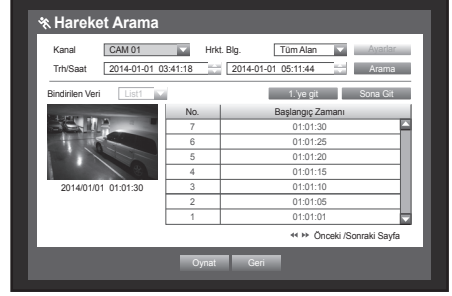 Hareket Arama
Kanal CAM 01 Hrkt. Blg. Tüm Alan Ayarlar
Trh/Saat 2014-01-01 03:41:18 2014-01-01 05:11:44 Arama
Bindirilen Veri List1 1.'ye git Sona Git
No. Başlangıç Zamanı
7 01:01:30
6 01:01:25
5 01:01:20
4 01:01:15
3 01:01:10
2 01:01:05
1 01:01:01
2014/01/01 01:01:30
Önceki /Sonraki Sayfa
Oynat Geri